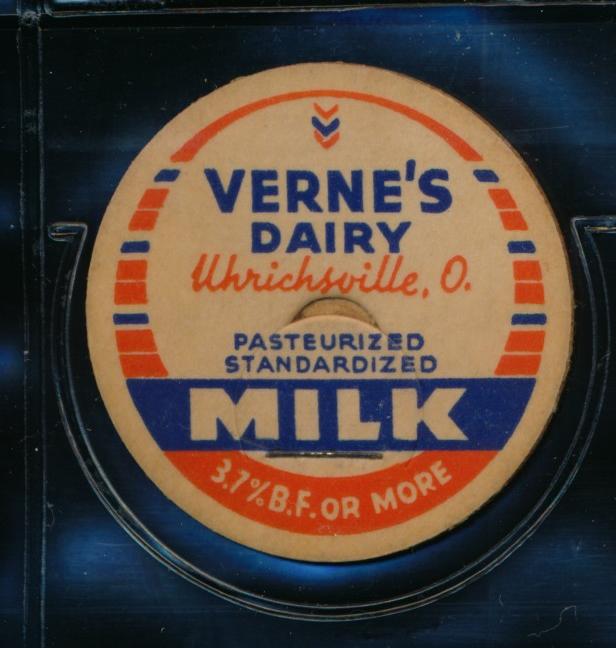 VERNE'S
DAIRY
Uhrichsville, O.
PASTEURIZED
STANDARDIZED
MILK
3.7% B.F. OR MORE